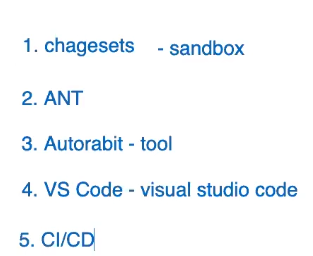 1. chagesets - sandbox
2. ANT
3. Autorabit - tool
4. VS Code - visual studio code
5. CI/CD